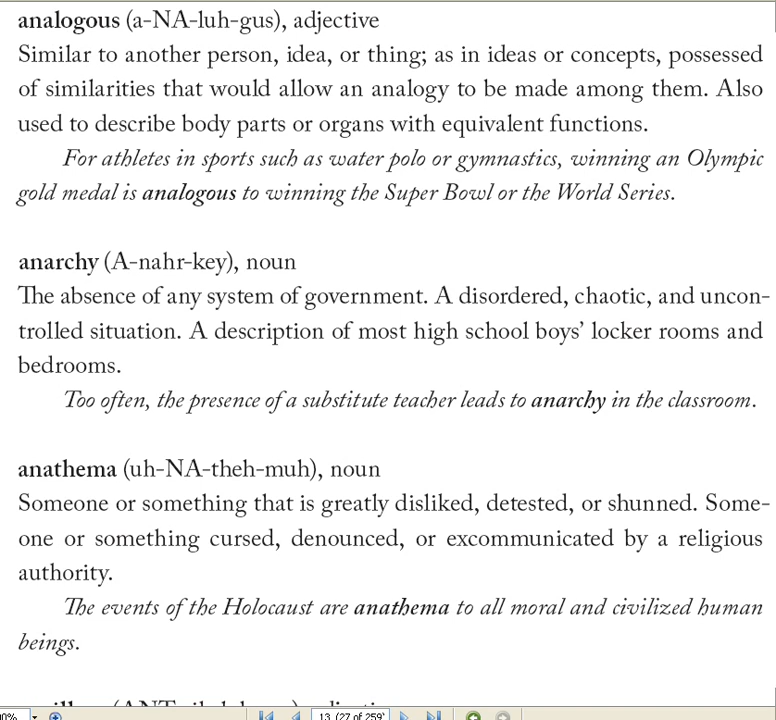 analogous (a-NA-luh-gus), adjective
Similar to another person, idea, or thing; as in ideas or concepts, possessed
of similarities that would allow an analogy to be made among them. Also
used to describe body parts or organs with equivalent functions.
For athletes in sports such as water polo or gymnastics, winning an Olympic
gold medal is analogous to winning the Super Bowl or the World Series.
anarchy (A-nahr-key), noun
The absence of any system of government. A disordered, chaotic, and uncon-
trolled situation. A description of most high school boys’ locker rooms and
bedrooms.
Too often, the presence of a substitute teacher leads to anarchy in the classroom.
anathema (uh-NA-theh-muh), noun
Someone or something that is greatly disliked, detested, or shunned. Some-
one or something cursed, denounced, or excommunicated by a religious
authority.
The events of the Holocaust are anathema to all moral and civilized human
beings.
13 (27 of 259)